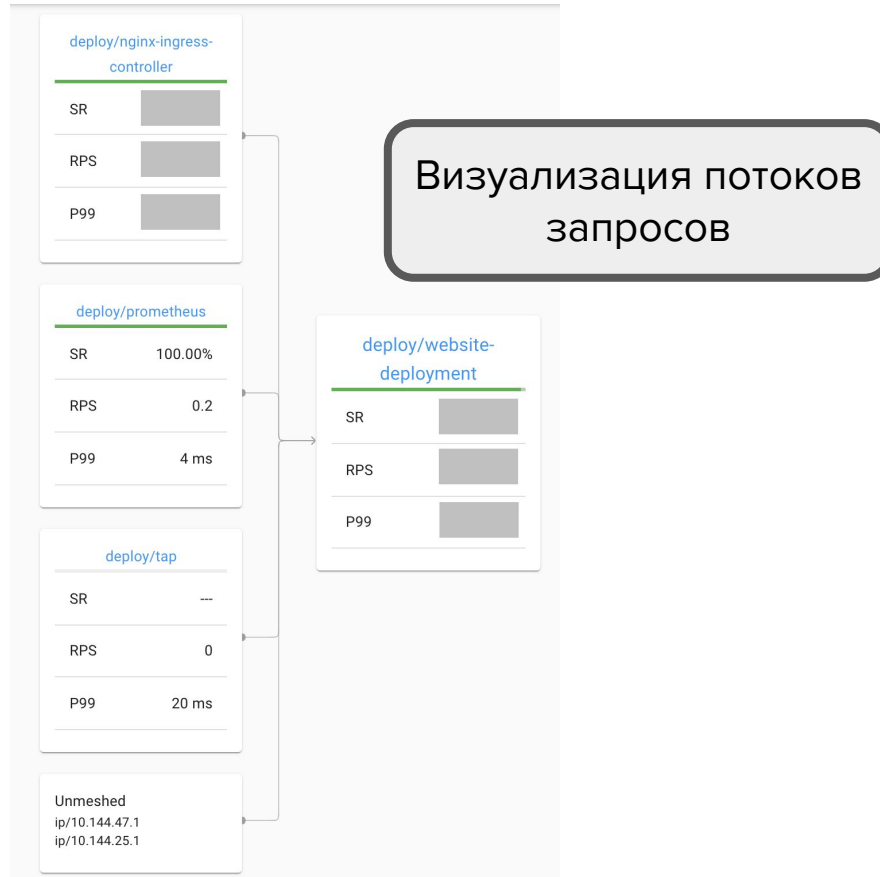 deploy/nginx-ingress-
controller
SR
RPS
P99
Визуализация потоков
запросов
deploy/prometheus
SR 100.00%
RPS 0.2
P99 4 ms
deploy/website-
deployment
SR
RPS
P99
deploy/tap
SR ---
RPS 0
P99 20 ms
Unmeshed
ip/10.144.47.1
ip/10.144.25.1